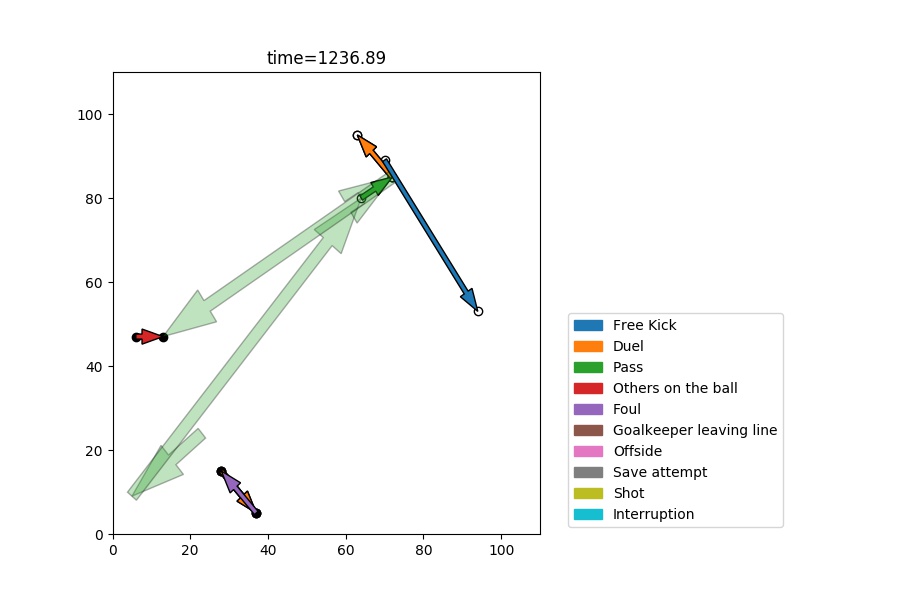 time=1236.89
100
80
60
40
20
0
0 20 40 60 80 100
Free Kick
Duel
Pass
Others on the ball
Foul
Goalkeeper leaving line
Offside
Save attempt
Shot
Interruption